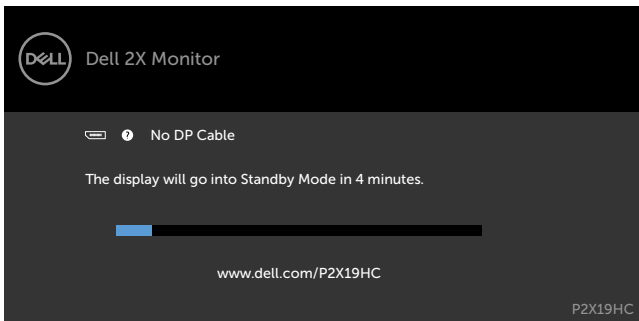 DELL Dell 2X Monitor
? No DP Cable
The display will go into Standby Mode in 4 minutes.
www.dell.com/P2X19HC
P2X19HC